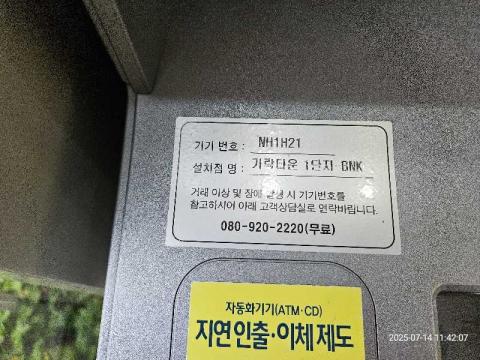 기기 번호 : NH1H21
설치점 명 : 가락타운 1단지-BNK
거래 이상 및 장애 발생 시 기기번호를
참고하시어 아래 고객상담실로 연락바랍니다.
080-920-2220(무료)
자동화기기(ATM·CD)
지연인출·이체제도
2025-07-14 11:42:07